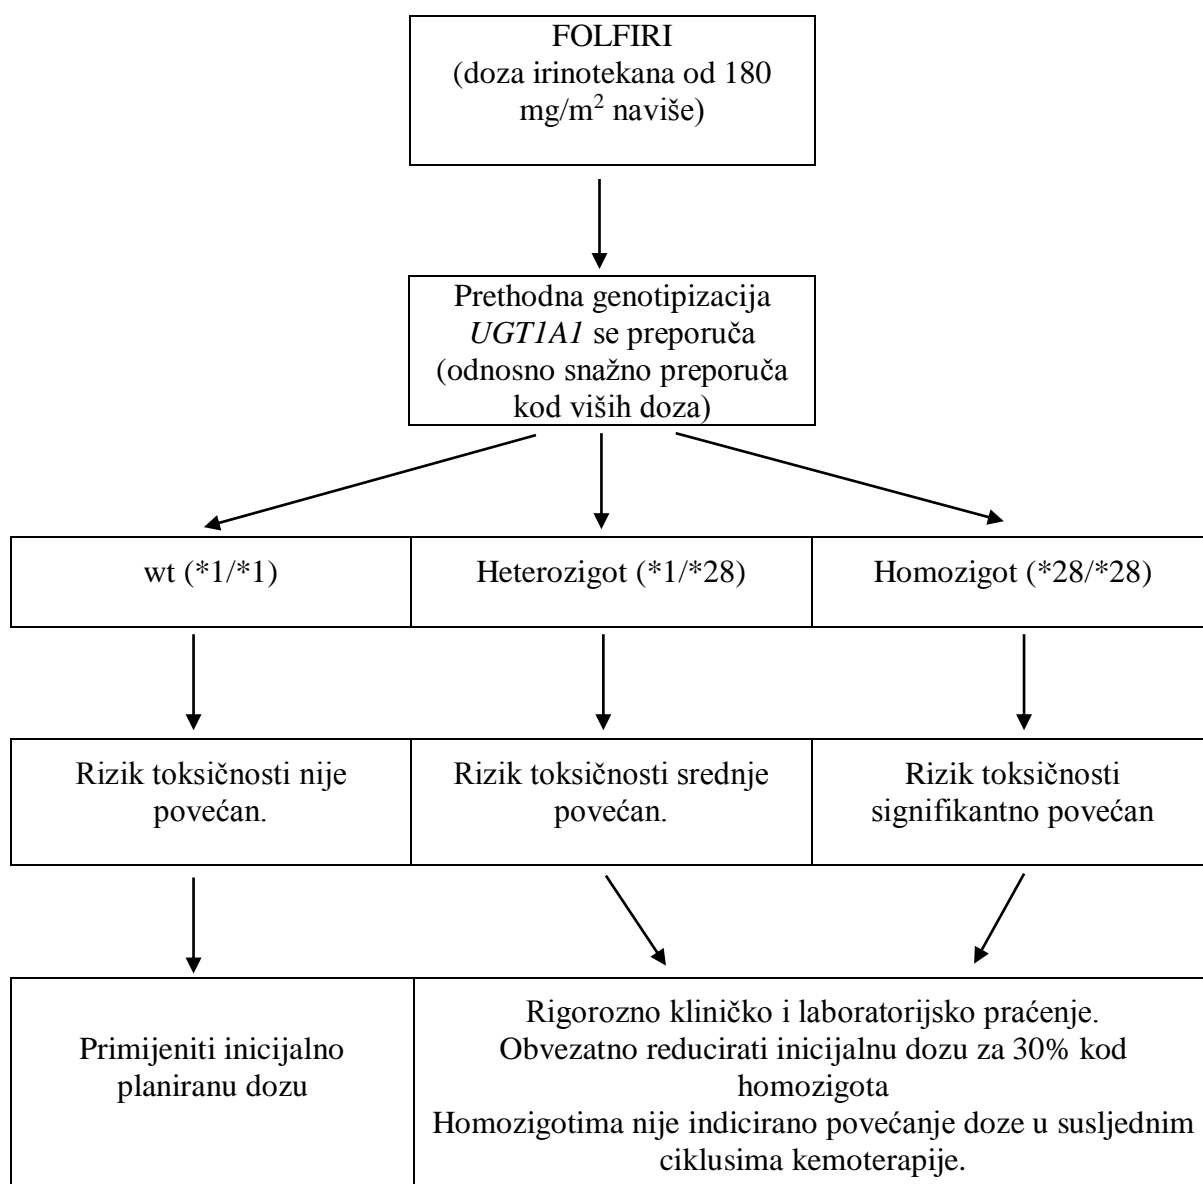 FOLFIRI
(doza irinotekana od 180
mg/m² naviše)
Prethodna genotipizacija
UGT1A1 se preporuča
(odnosno snažno preporuča
kod viših doza)
wt (*1/*1)
Heterozigot (*1/*28)
Homozigot (*28/*28)
Rizik toksičnosti nije
povećan.
Rizik toksičnosti srednje
povećan.
Rizik toksičnosti
signifikantno povećan
Primijeniti inicijalno
planiranu dozu
Rigorozno kliničko i laboratorijsko praćenje.
Obvezatno reducirati inicijalnu dozu za 30% kod
homozigota
Homozigotima nije indicirano povećanje doze u susljednim
ciklusima kemoterapije.